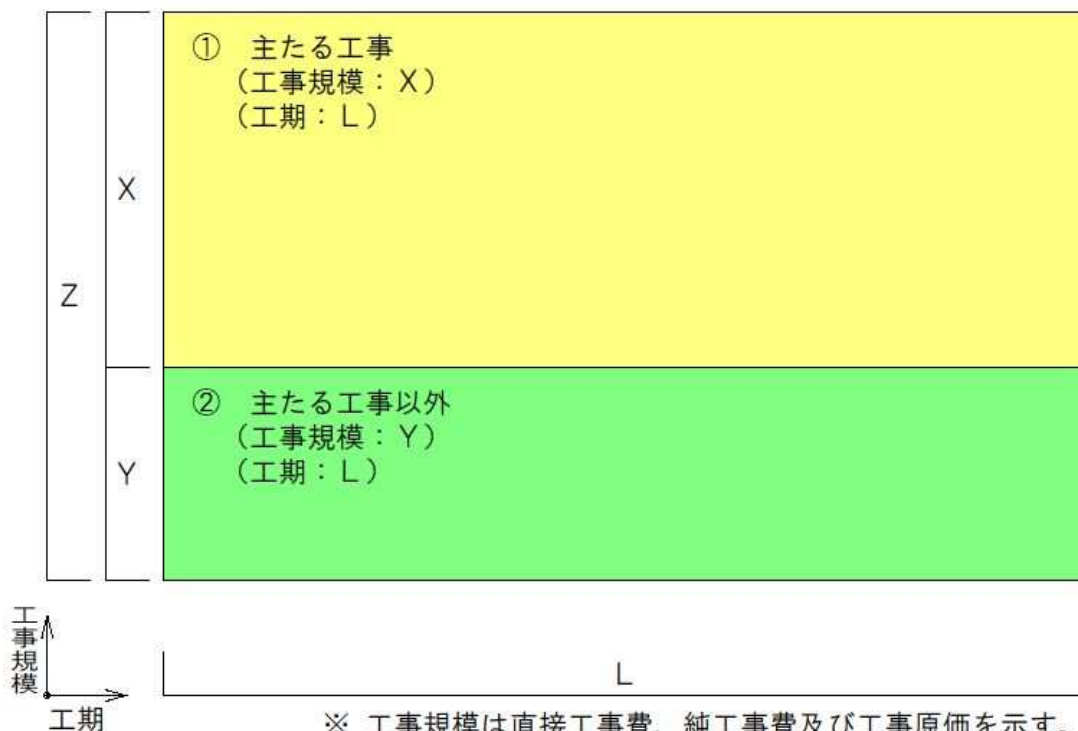 ① 主たる工事
（工事規模：Ｘ）
（工期：Ｌ）
X
Z
② 主たる工事以外
（工事規模：Ｙ）
（工期：Ｌ）
Y
工事規模
L
工期
※ 工事規模は直接工事費、純工事費及び工事原価を示す。